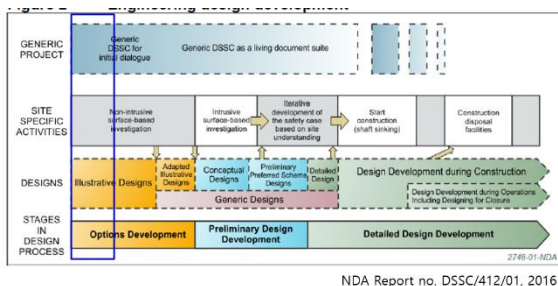 Figure 2 Engineering design development
GENERIC
PROJECT
Generic
DSSC for
initial dialogue
Generic DSSC as a living document suite
SITE
SPECIFIC
ACTIVITIES
Non-intrusive
surface-based
investigation
Intrusive
surface-based
investigation
Iterative
development of
the safety case
based on site
understanding
Start
construction
(shaft sinking)
Construction
disposal
facilities
DESIGNS
Illustrative Designs
Adapted
Illustrative
Designs
Conceptual
Designs
Preliminary
Preferred Scheme
Designs
Detailed
Design
Design Development during Construction
Design Development during Operations
Including Designing for Closure
Generic Designs
STAGES
IN DESIGN
PROCESS
Options Development
Preliminary Design
Development
Detailed Design Development
2748-01-NDA
NDA Report no. DSSC/412/01, 2016